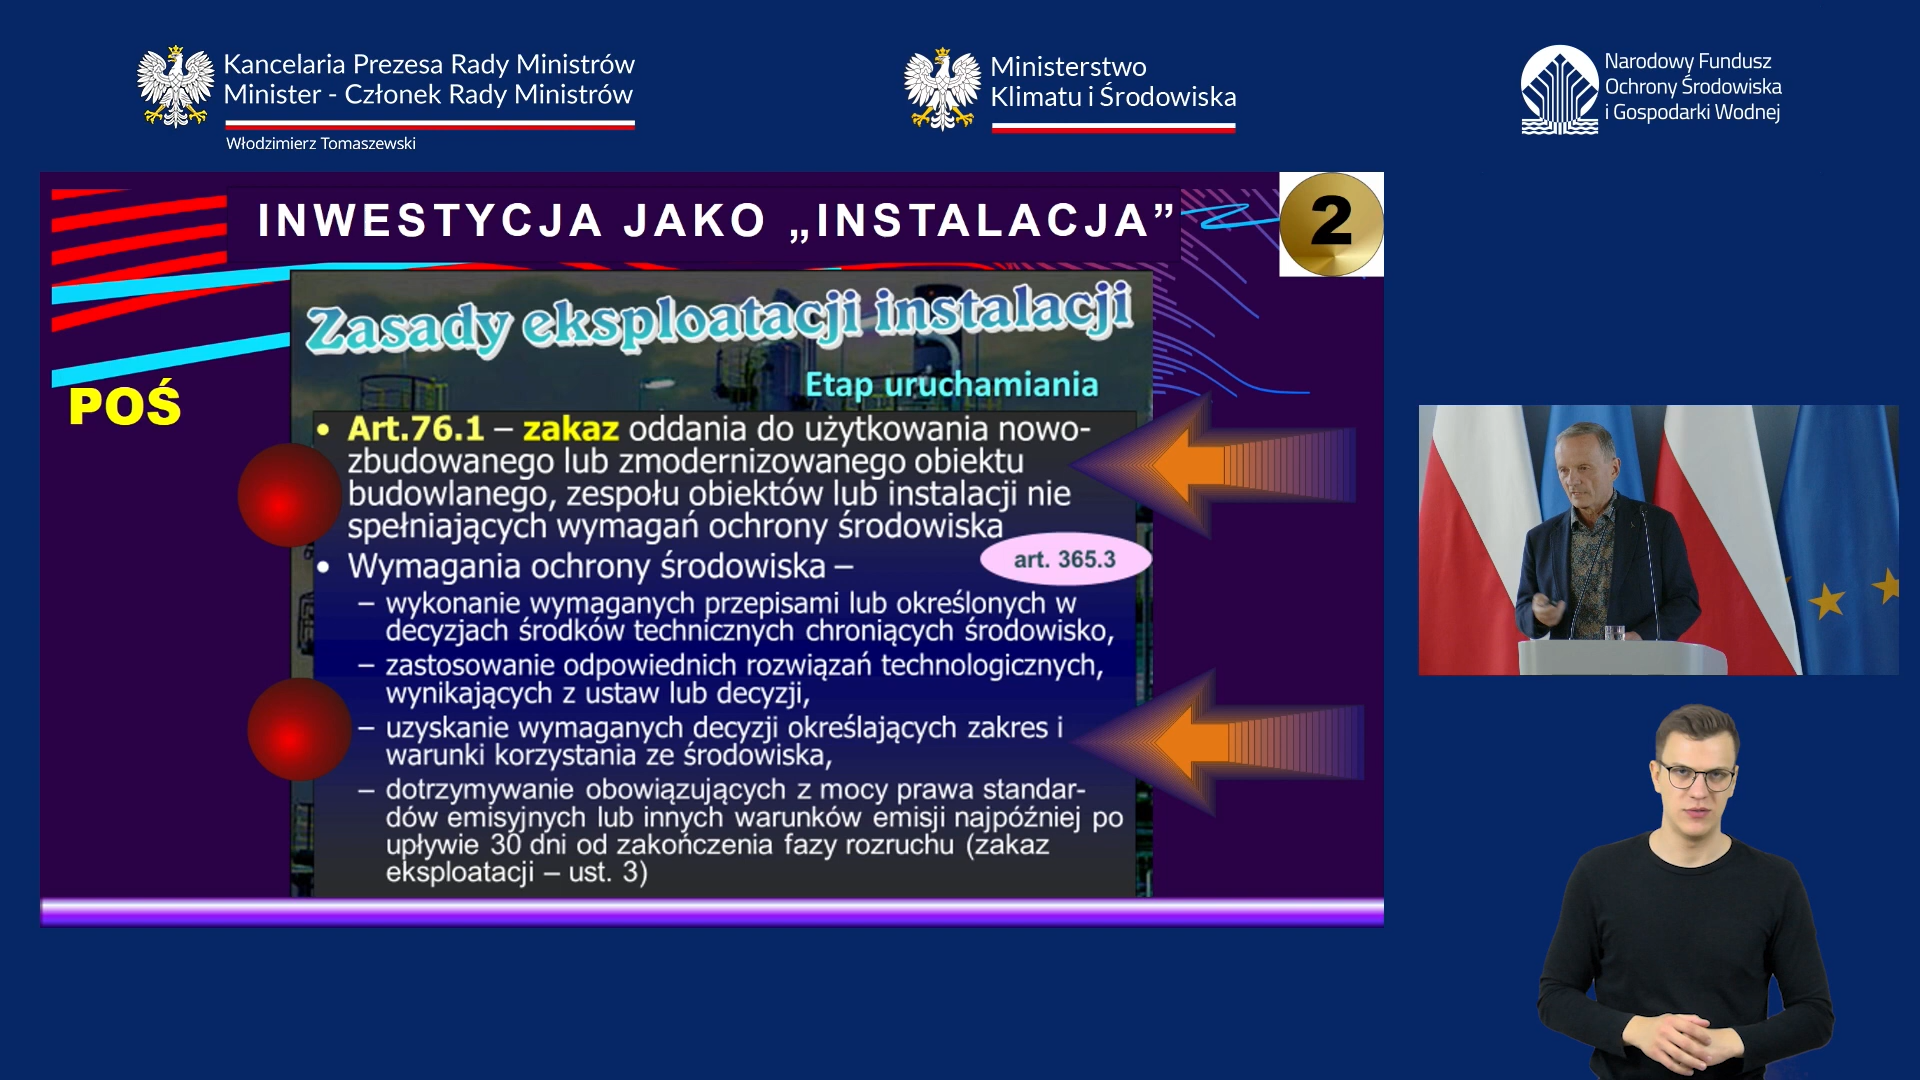 Kancelaria Prezesa Rady Ministrów
Minister - Członek Rady Ministrów
Włodzimierz Tomaszewski
Ministerstwo
Klimatu i Środowiska
Narodowy Fundusz
Ochrony Środowiska
i Gospodarki Wodnej
INWESTYCJA JAKO „INSTALACJA”
2
Zasady eksploatacji instalacji
Etap uruchamiania
POŚ
• Art.76.1 – zakaz oddania do użytkowania nowo-
zbudowanego lub zmodernizowanego obiektu
budowlanego, zespołu obiektów lub instalacji nie
spełniających wymagań ochrony środowiska
art. 365.3
• Wymagania ochrony środowiska –
– wykonanie wymaganych przepisami lub określonych w
decyzjach środków technicznych chroniących środowisko,
– zastosowanie odpowiednich rozwiązań technologicznych,
wynikających z ustaw lub decyzji,
– uzyskanie wymaganych decyzji określających zakres i
warunki korzystania ze środowiska,
– dotrzymywanie obowiązujących z mocy prawa standar-
dów emisyjnych lub innych warunków emisji najpóźniej po
upływie 30 dni od zakończenia fazy rozruchu (zakaz
eksploatacji – ust. 3)